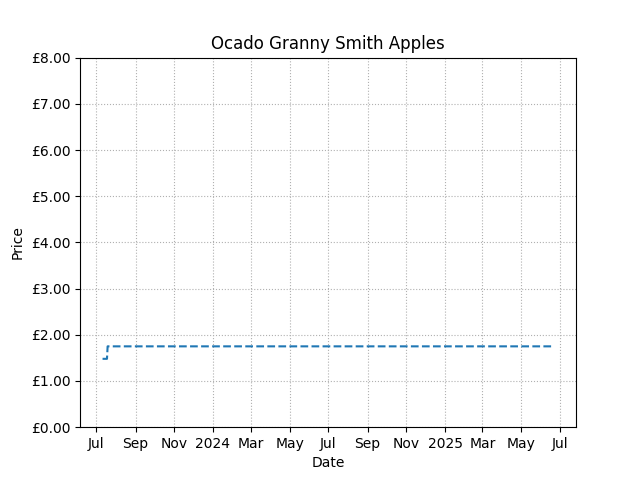 Ocado Granny Smith Apples
£8.00
£7.00
£6.00
£5.00
£4.00
£3.00
£2.00
£1.00
£0.00
Price
Jul Sep Nov 2024 Mar May Jul Sep Nov 2025 Mar May Jul
Date